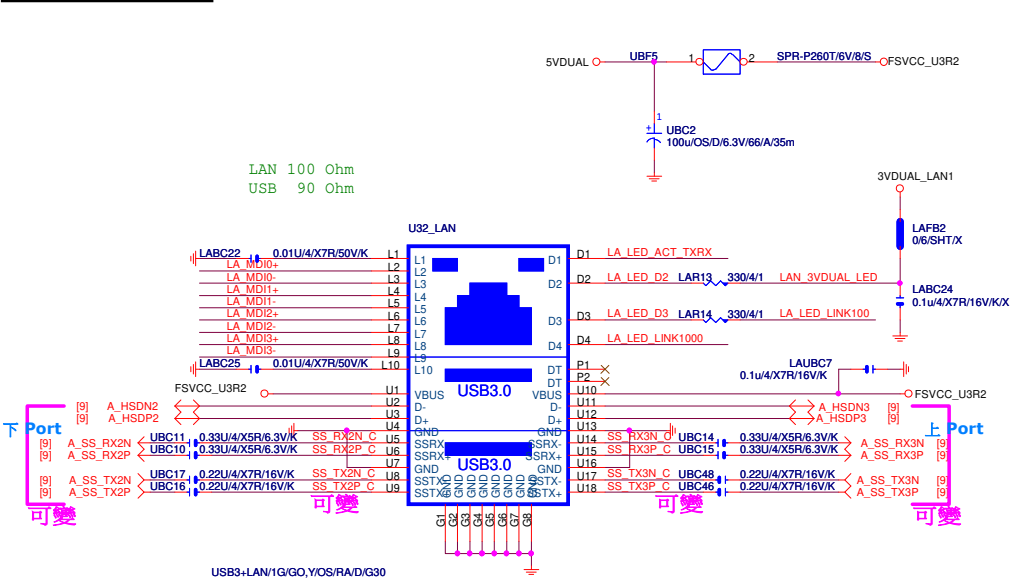 5VDUAL UBF5 1 2 SPR-P260T/6V/8/S FSVCC_U3R2
1
+ UBC2
100u/OS/D/6.3V/66/A/35m
LAN 100 Ohm
USB 90 Ohm
3VDUAL_LAN1
LAFB2
0/6/SHT/X
LABC24
0.1u/4/X7R/16V/K/X
U32_LAN
LABC22 0.01U/4/X7R/50V/K L1 L1 D1 D1 LA_LED_ACT_TXRX
LA_MDI0+ L2 L2
LA_MDI0- L3 L3 D2 D2 LA_LED_D2 LAR13 330/4/1 LAN_3VDUAL_LED
LA_MDI1+ L4 L4
LA_MDI1- L5 L5
LA_MDI2+ L6 L6 D3 D3 LA_LED_D3 LAR14 330/4/1 LA_LED_LINK100
LA_MDI2- L7 L7
LA_MDI3+ L8 L8 D4 D4 LA_LED_LINK1000
LA_MDI3- L9 L9
LABC25 0.01U/4/X7R/50V/K L10 L10 DT P1
DT P2
LAUBC7
0.1u/4/X7R/16V/K
FSVCC_U3R2 U1 VBUS USB3.0 VBUS U10 FSVCC_U3R2
[9] A_HSDN2 U2 D- D- U11 A_HSDN3 [9]
[9] A_HSDP2 U3 D+ D+ U12 A_HSDP3 [9]
下 Port U4 GND GND U13 上 Port
[9] A_SS_RX2N UBC11 0.33U/4/X5R/6.3V/K SS_RX2N_C U5 SSRX- SSRX- U14 SS_RX3N_C UBC14 0.33U/4/X5R/6.3V/K A_SS_RX3N [9]
[9] A_SS_RX2P UBC10 0.33U/4/X5R/6.3V/K SS_RX2P_C U6 SSRX+ SSRX+ U15 SS_RX3P_C UBC15 0.33U/4/X5R/6.3V/K A_SS_RX3P [9]
U7 GND USB3.0 GND U16
[9] A_SS_TX2N UBC17 0.22U/4/X7R/16V/K SS_TX2N_C U8 SSTX- SSTX- U17 SS_TX3N_C UBC48 0.22U/4/X7R/16V/K A_SS_TX3N [9]
[9] A_SS_TX2P UBC16 0.22U/4/X7R/16V/K SS_TX2P_C U9 SSTX+ SSTX+ U18 SS_TX3P_C UBC46 0.22U/4/X7R/16V/K A_SS_TX3P [9]
GND GND GND GND GND GND GND GND
可變 可變 可變 可變
G1 G2 G3 G4 G5 G6 G7 G8
USB3+LAN/1G/GO,Y/OS/RA/D/G30